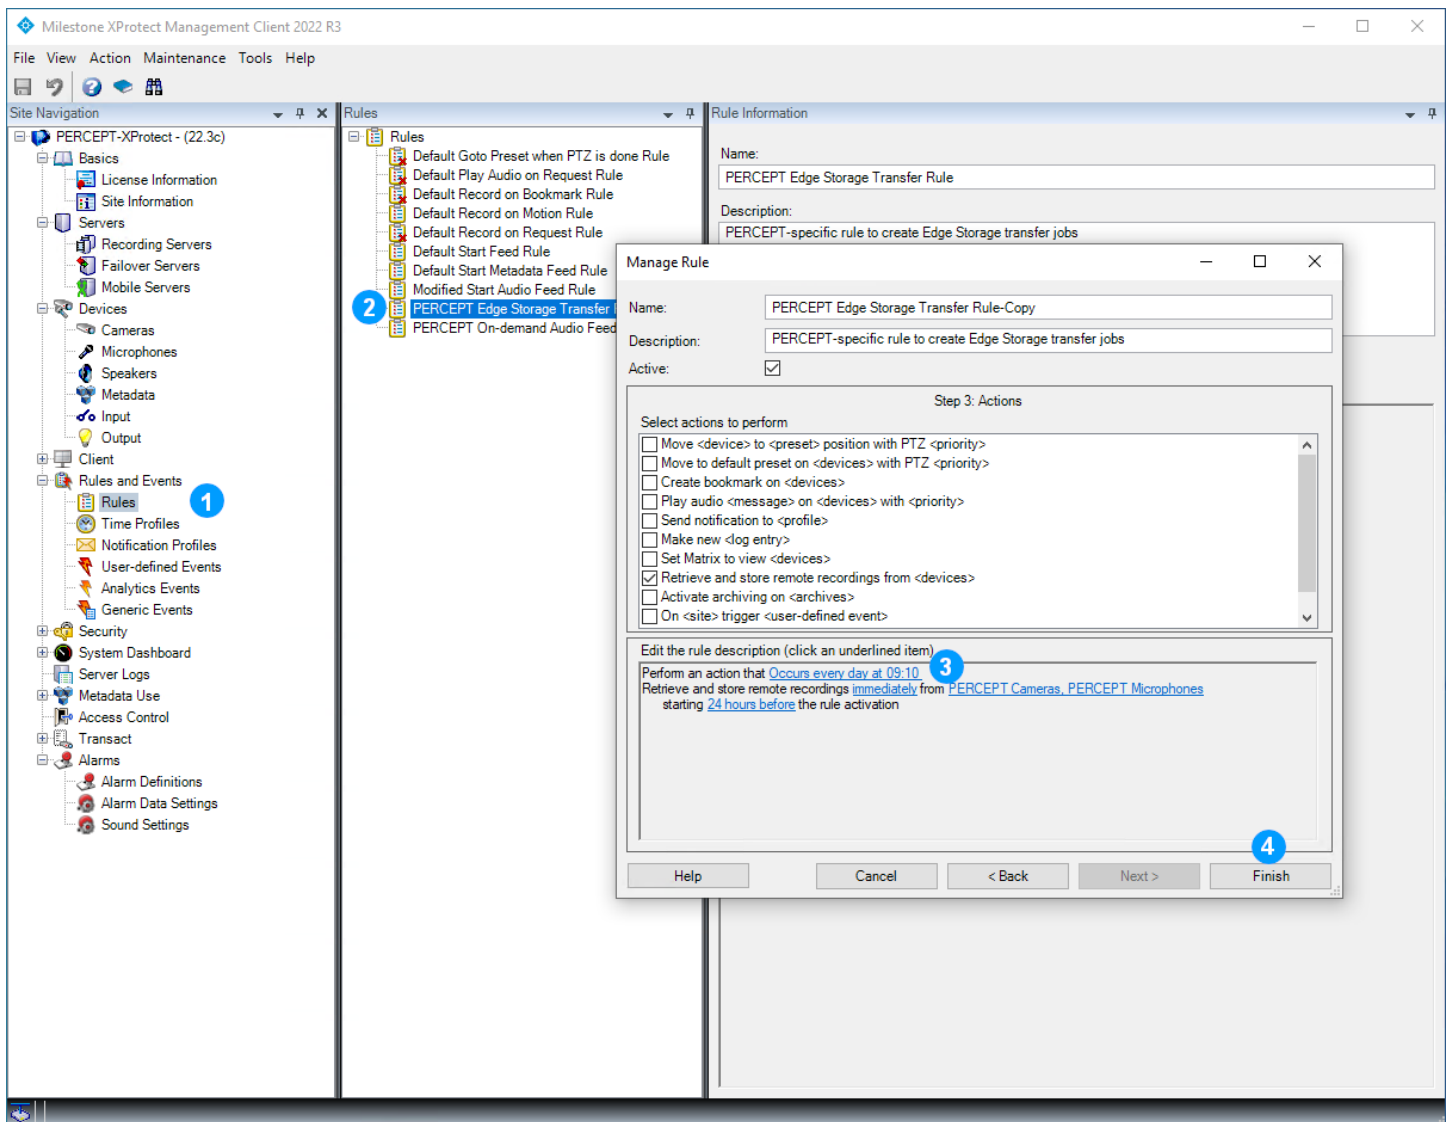 Milestone XProtect Management Client 2022 R3
File View Action Maintenance Tools Help
Site Navigation
PERCEPT-XProtect - (22.3c)
Basics
License Information
Site Information
Servers
Recording Servers
Failover Servers
Mobile Servers
Devices
Cameras
Microphones
Speakers
Metadata
Input
Output
Client
Rules and Events
Rules
1
Time Profiles
Notification Profiles
User-defined Events
Analytics Events
Generic Events
Security
System Dashboard
Server Logs
Metadata Use
Access Control
Transact
Alarms
Alarm Definitions
Alarm Data Settings
Sound Settings
Rules
Rules
Default Goto Preset when PTZ is done Rule
Default Play Audio on Request Rule
Default Record on Bookmark Rule
Default Record on Motion Rule
Default Record on Request Rule
Default Start Feed Rule
Default Start Metadata Feed Rule
Modified Start Audio Feed Rule
2
PERCEPT Edge Storage Transfer
PERCEPT On-demand Audio Feed
Rule Information
Name:
PERCEPT Edge Storage Transfer Rule
Description:
PERCEPT-specific rule to create Edge Storage transfer jobs
Manage Rule
Name:
PERCEPT Edge Storage Transfer Rule-Copy
Description:
PERCEPT-specific rule to create Edge Storage transfer jobs
Active:
Step 3: Actions
Select actions to perform
Move <device> to <preset> position with PTZ <priority>
Move to default preset on <devices> with PTZ <priority>
Create bookmark on <devices>
Play audio <message> on <devices> with <priority>
Send notification to <profile>
Make new <log entry>
Set Matrix to view <devices>
Retrieve and store remote recordings from <devices>
Activate archiving on <archives>
On <site> trigger <user-defined event>
Edit the rule description (click an underlined item)
3
Perform an action that Occurs every day at 09:10
Retrieve and store remote recordings immediately from PERCEPT Cameras, PERCEPT Microphones
starting 24 hours before the rule activation
4
Help
Cancel
< Back
Next >
Finish